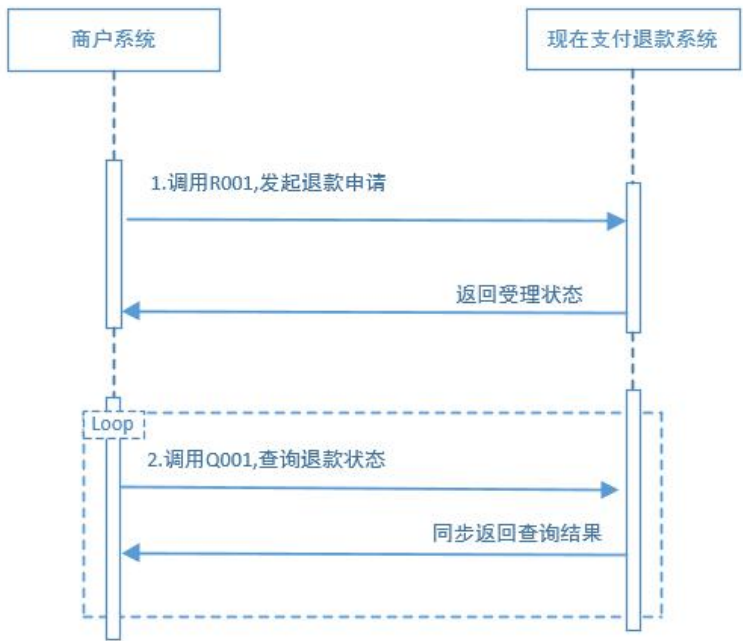 商户系统
现在支付退款系统
1.调用R001,发起退款申请
返回受理状态
Loop
2.调用Q001,查询退款状态
同步返回查询结果